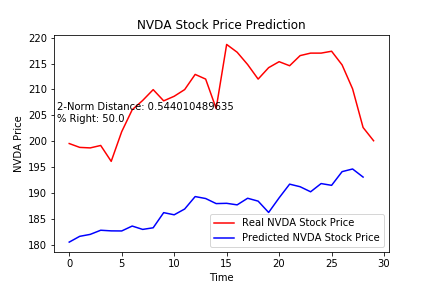 NVDA Stock Price Prediction
NVDA Price
220
215
210
205
200
195
190
185
180
2-Norm Distance: 0.544010489635
% Right: 50.0
Real NVDA Stock Price
Predicted NVDA Stock Price
0 5 10 15 20 25 30
Time